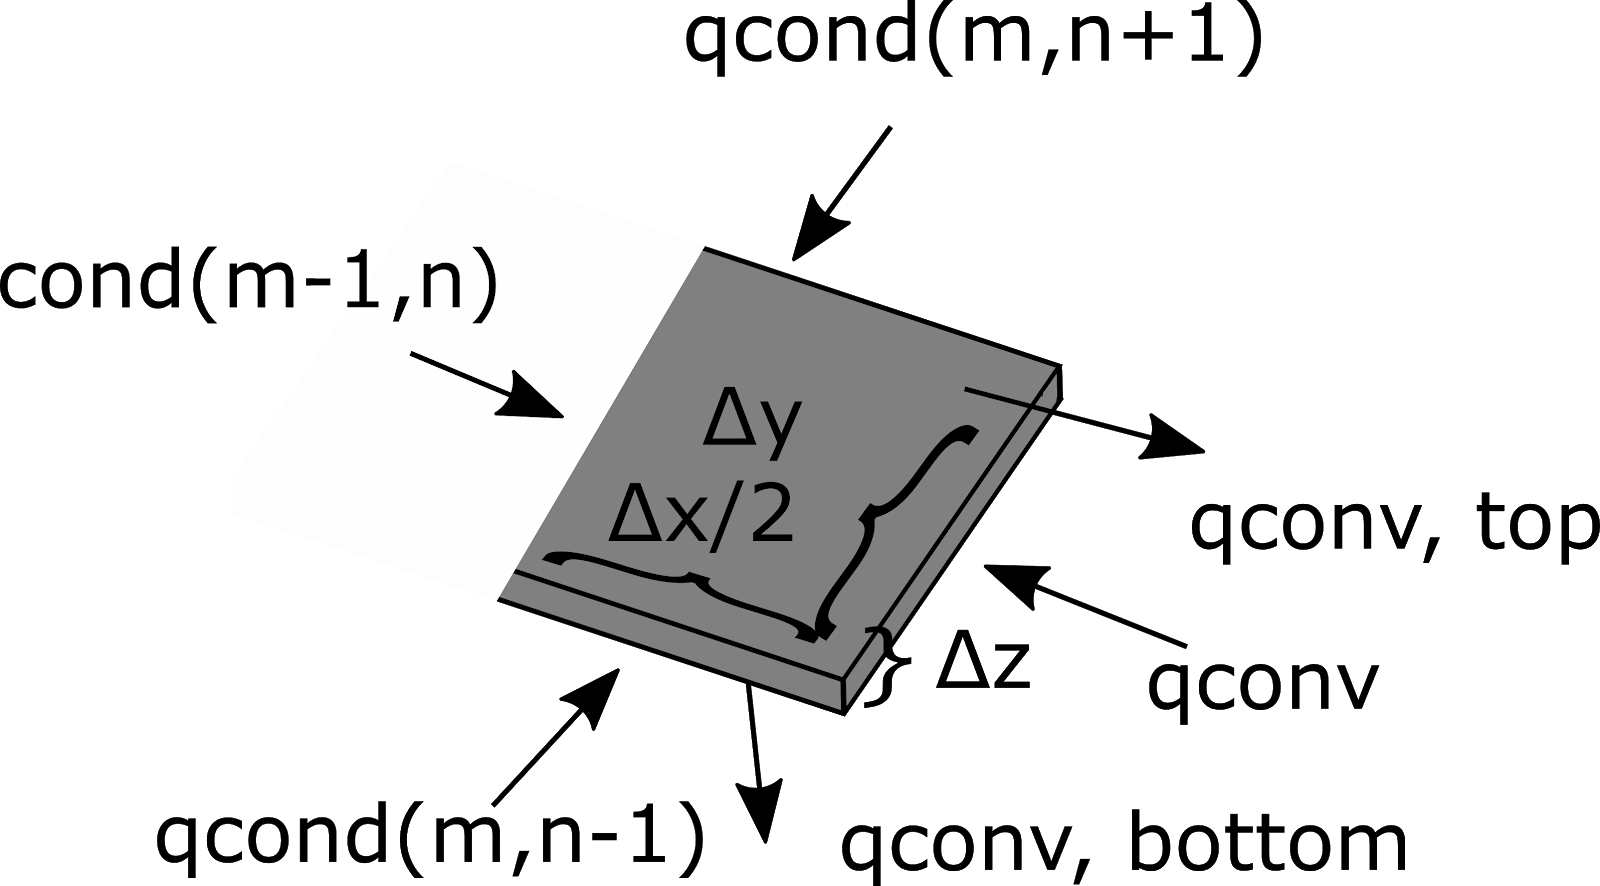 qcond(m,n+1)
cond(m-1,n)
Δy
Δx/2
qconv, top
Δz
qconv
qcond(m,n-1)
qconv, bottom